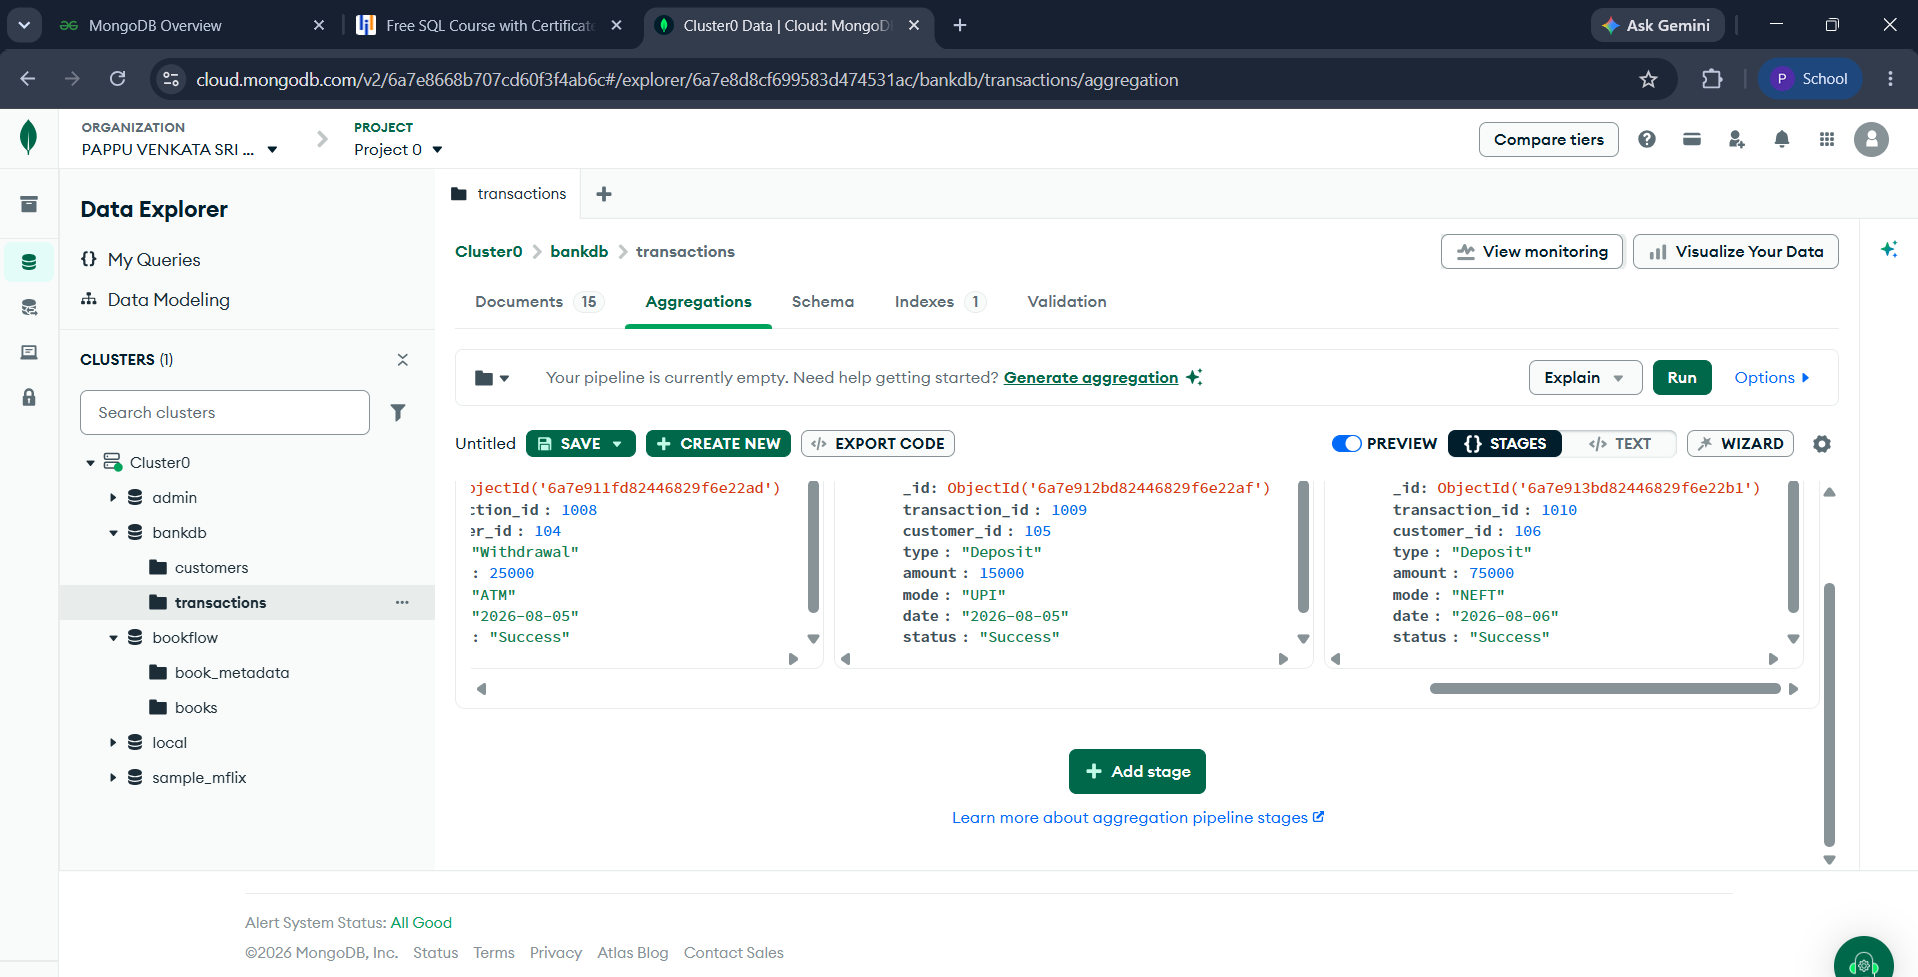 MongoDB Overview
Free SQL Course with Certificate
Cluster0 Data | Cloud: MongoD
Ask Gemini
cloud.mongodb.com/v2/6a7e8668b707cd60f3f4ab6c#/explorer/6a7e8d8cf699583d474531ac/bankdb/transactions/aggregation
P School
ORGANIZATION
PAPPU VENKATA SRI ...
PROJECT
Project 0
Compare tiers
Data Explorer
My Queries
Data Modeling
CLUSTERS (1)
Search clusters
Cluster0
admin
bankdb
customers
transactions
bookflow
book_metadata
books
local
sample_mflix
transactions
Cluster0 > bankdb > transactions
View monitoring
Visualize Your Data
Documents 15
Aggregations
Schema
Indexes 1
Validation
Your pipeline is currently empty. Need help getting started? Generate aggregation
Explain
Run
Options
Untitled
SAVE
CREATE NEW
EXPORT CODE
PREVIEW
STAGES
TEXT
WIZARD
bjectId('6a7e911fd82446829f6e22ad')
ction_id : 1008
er_id : 104
"Withdrawal"
: 25000
"ATM"
"2026-08-05"
: "Success"
_id: ObjectId('6a7e912bd82446829f6e22af')
transaction_id : 1009
customer_id : 105
type : "Deposit"
amount : 15000
mode : "UPI"
date : "2026-08-05"
status : "Success"
_id: ObjectId('6a7e913bd82446829f6e22b1')
transaction_id : 1010
customer_id : 106
type : "Deposit"
amount : 75000
mode : "NEFT"
date : "2026-08-06"
status : "Success"
Add stage
Learn more about aggregation pipeline stages
Alert System Status: All Good
©2026 MongoDB, Inc. Status Terms Privacy Atlas Blog Contact Sales